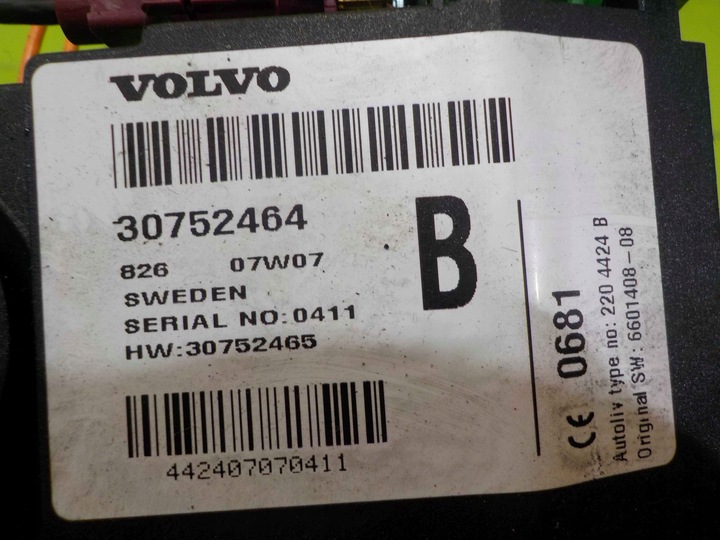 VOLVO
30752464
826 07W07
SWEDEN
SERIAL NO:0411
HW:30752465
442407070411
B
CE 0681
Autoliv type no: 220 4424 B
Original SW: 6601408-08